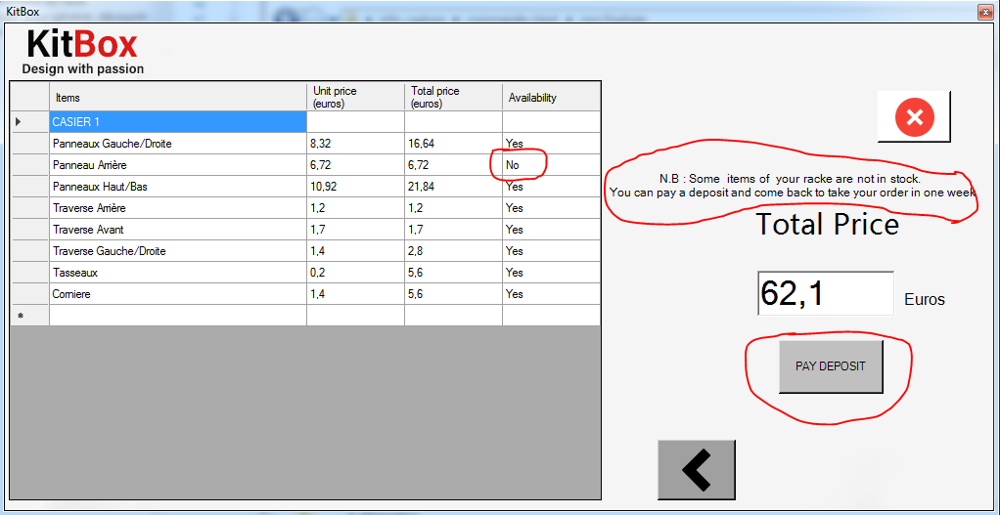 KitBox
KitBox
Design with passion
Items Unit price (euros) Total price (euros) Availability
CASIER 1
Panneaux Gauche/Droite 8,32 16,64 Yes
Panneau Arrière 6,72 6,72 No
Panneaux Haut/Bas 10,92 21,84 Yes
Traverse Arrière 1,2 1,2 Yes
Traverse Avant 1,7 1,7 Yes
Traverse Gauche/Droite 1,4 2,8 Yes
Tasseaux 0,2 5,6 Yes
Corniere 1,4 5,6 Yes
N.B : Some items of your racke are not in stock.
You can pay a deposit and come back to take your order in one week
Total Price
62,1 Euros
PAY DEPOSIT